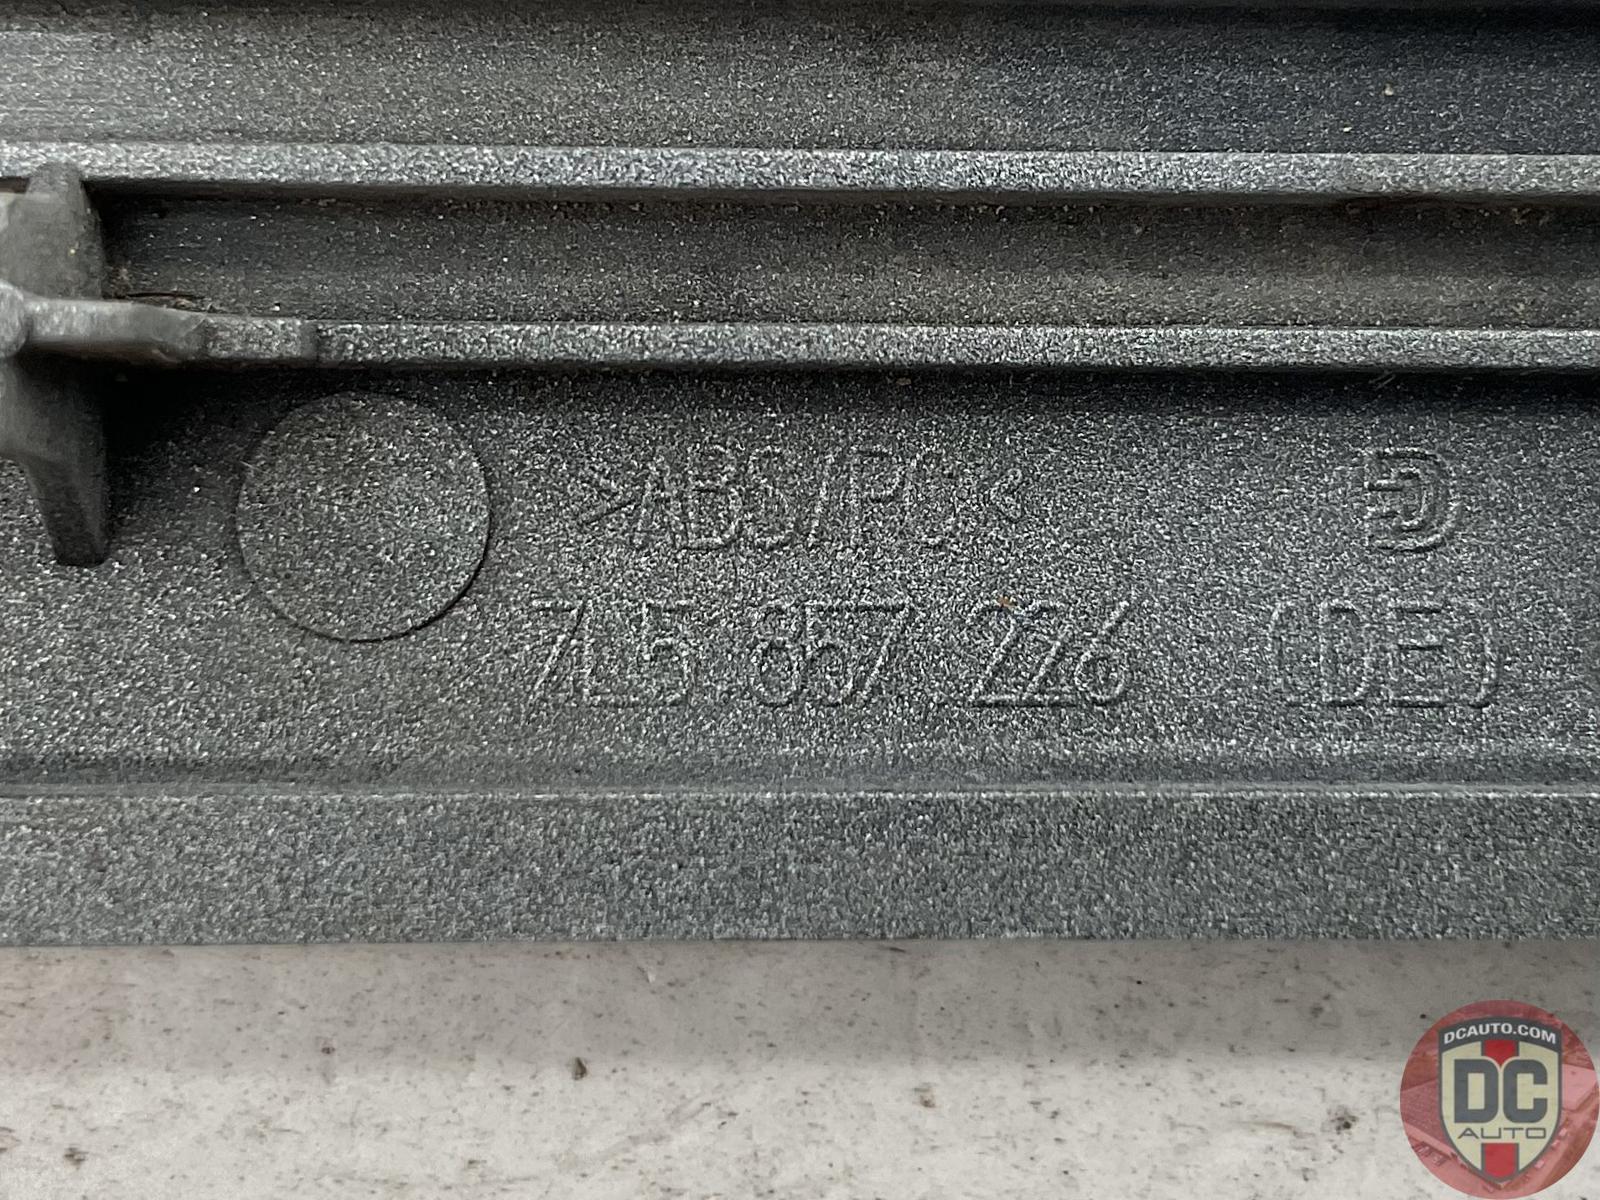 >ABS/PC<
7L5 857 226 (DE)
DCAUTO.COM
DC
AUTO